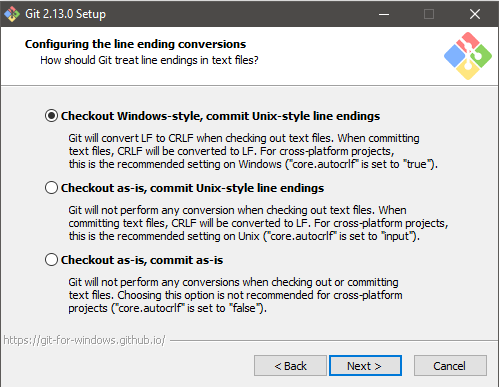 Git 2.13.0 Setup
Configuring the line ending conversions
How should Git treat line endings in text files?
Checkout Windows-style, commit Unix-style line endings
Git will convert LF to CRLF when checking out text files. When committing
text files, CRLF will be converted to LF. For cross-platform projects,
this is the recommended setting on Windows ("core.autocrlf" is set to "true").
Checkout as-is, commit Unix-style line endings
Git will not perform any conversion when checking out text files. When
committing text files, CRLF will be converted to LF. For cross-platform projects,
this is the recommended setting on Unix ("core.autocrlf" is set to "input").
Checkout as-is, commit as-is
Git will not perform any conversions when checking out or committing
text files. Choosing this option is not recommended for cross-platform
projects ("core.autocrlf" is set to "false").
https://git-for-windows.github.io/
< Back
Next >
Cancel